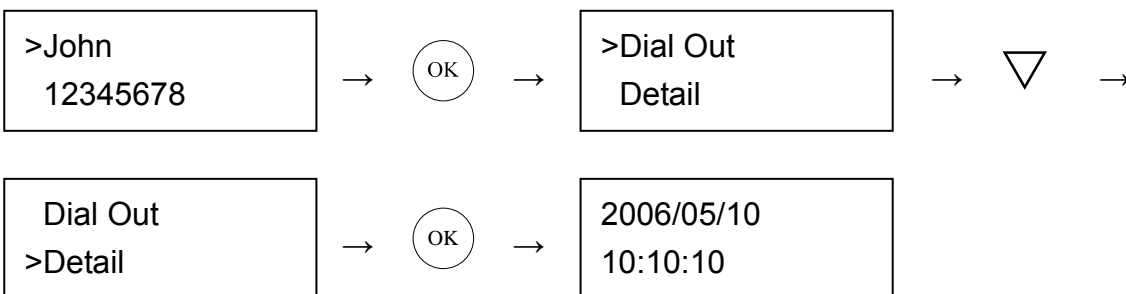 >John
12345678
→ OK →
>Dial Out
Detail
→ ▽ →
Dial Out
>Detail
→ OK →
2006/05/10
10:10:10